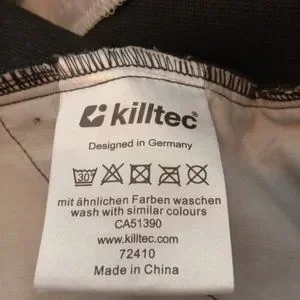 killtec®
Designed in Germany
30°
mit ähnlichen Farben waschen
wash with similar colours
CA51390
www.killtec.com
72410
Made in China